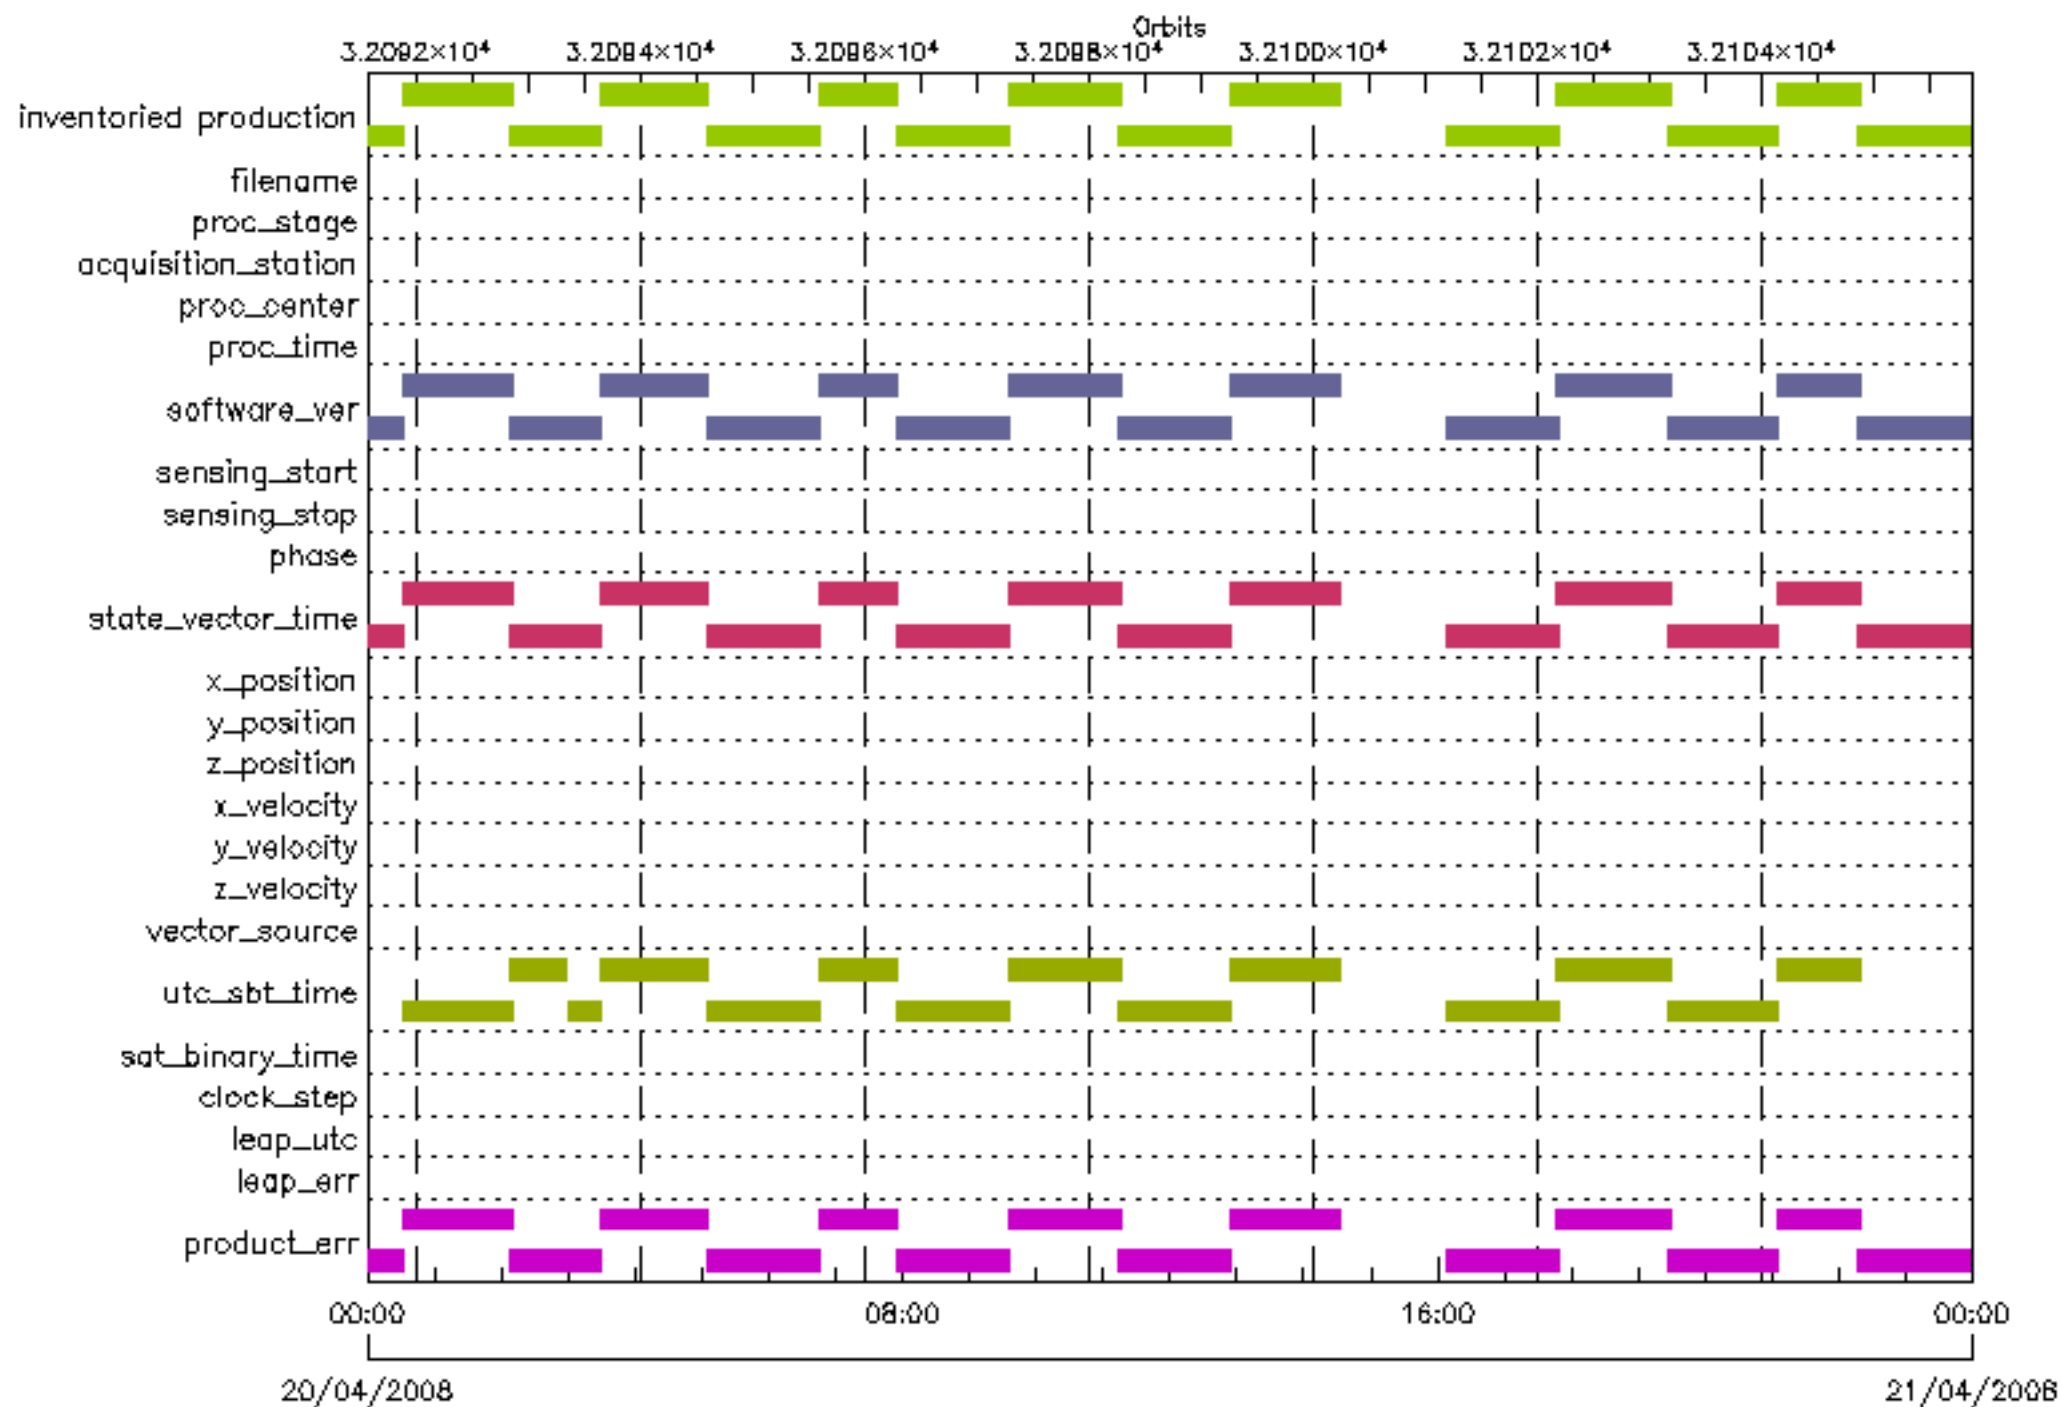 Orbits
3.2092×10⁴ 3.2094×10⁴ 3.2096×10⁴ 3.2098×10⁴ 3.2100×10⁴ 3.2102×10⁴ 3.2104×10⁴
inventoried production
filename
proc_stage
acquisition_station
proc_center
proc_time
software_ver
sensing_start
sensing_stop
phase
state_vector_time
x_position
y_position
z_position
x_velocity
y_velocity
z_velocity
vector_source
utc_sbt_time
sat_binary_time
clock_step
leap_utc
leap_err
product_err
00:00 08:00 16:00 00:00
20/04/2008 21/04/2008